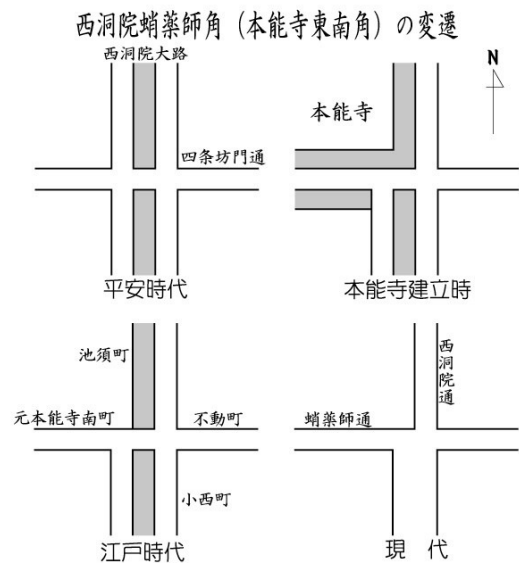 西洞院蛸薬師角（本能寺東南角）の変遷
西洞院大路
四条坊門通
平安時代
本能寺
N
本能寺建立時
池須町
元本能寺南町
不動町
小西町
江戸時代
西洞院通
蛸薬師通
現代